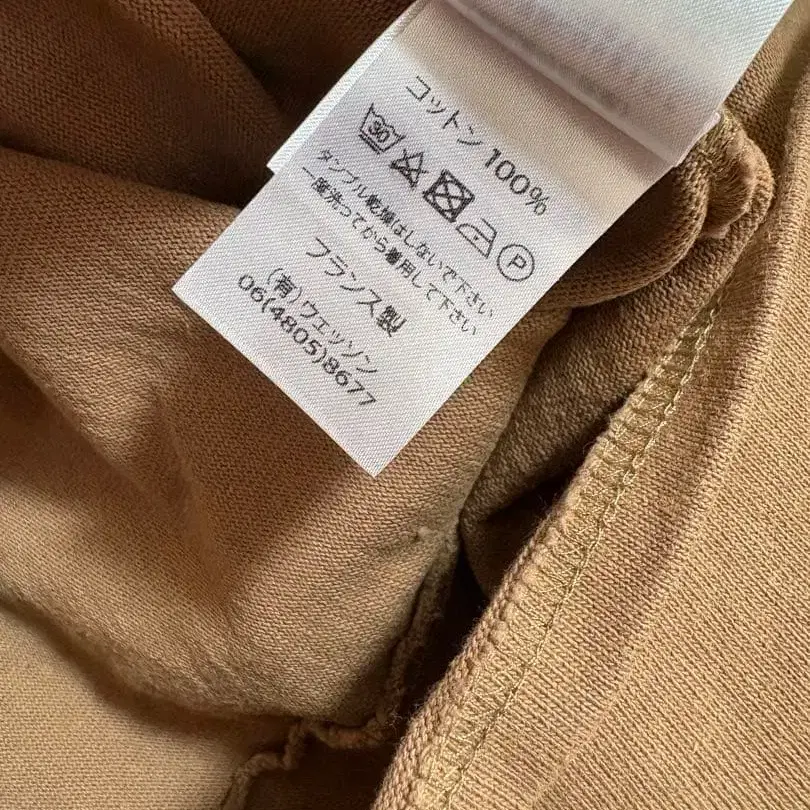 コットン 100%
30 P
タンブル乾燥はしないで下さい
一度洗ってから着用して下さい
フランス製
(有)ウエッソン
06(4805)8677